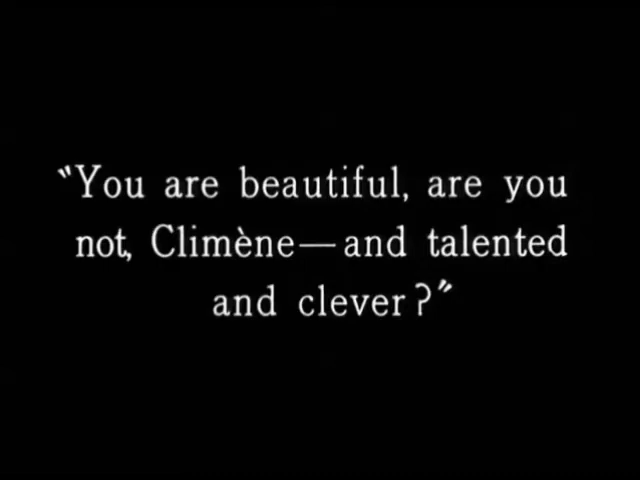 "You are beautiful, are you
not, Climène—and talented
and clever?"